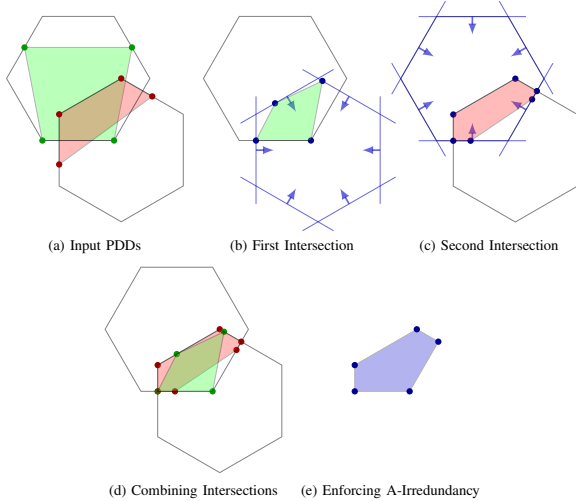 (a) Input PDDs
(b) First Intersection
(c) Second Intersection
(d) Combining Intersections
(e) Enforcing A-Irredundancy